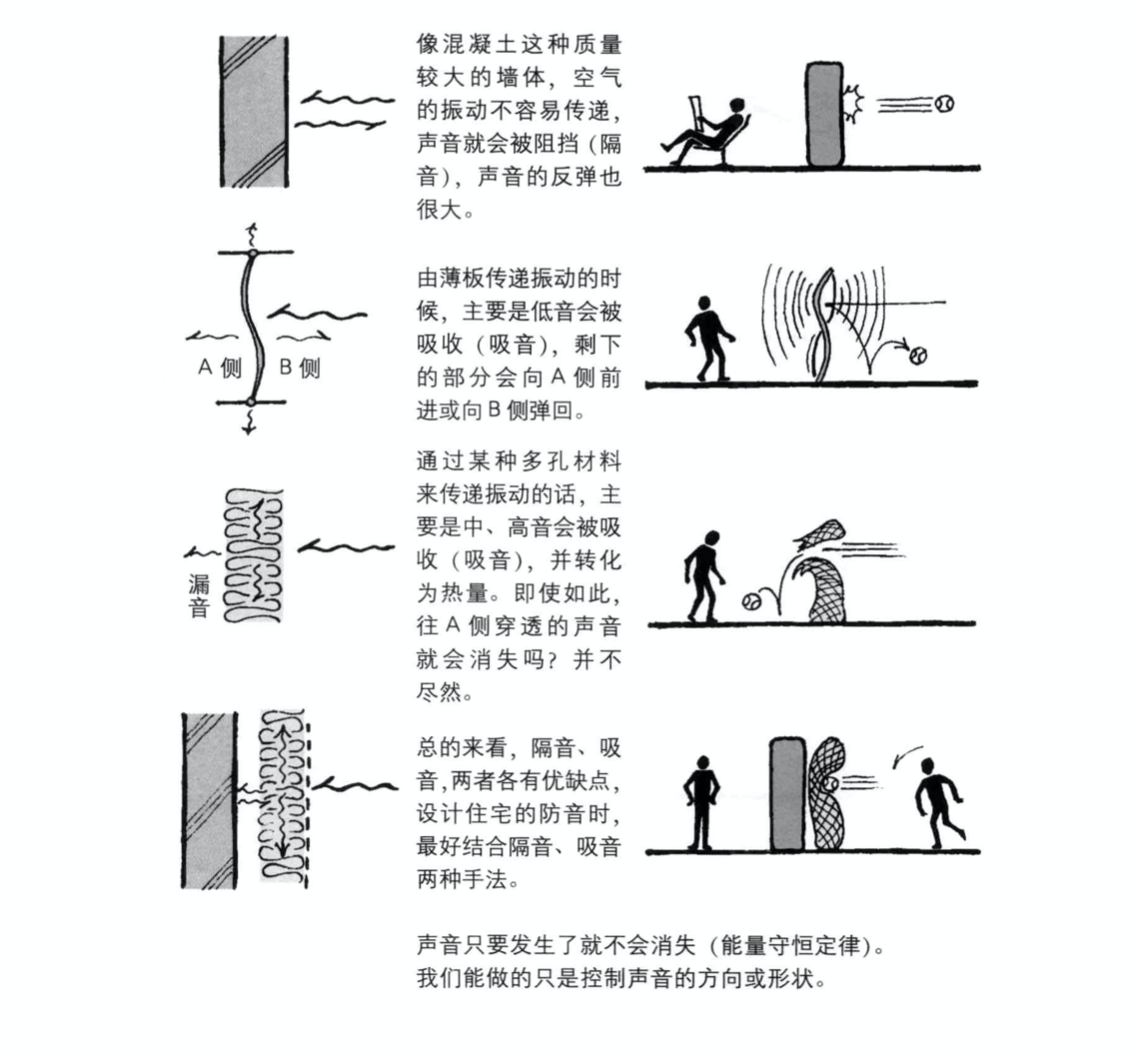 像混凝土这种质量
较大的墙体，空气
的振动不容易传递，
声音就会被阻挡（隔
音），声音的反弹也
很大。
由薄板传递振动的时
候，主要是低音会被
吸收（吸音），剩下
的部分会向A侧前
进或向B侧弹回。
A侧
B侧
通过某种多孔材料
来传递振动的话，主
要是中、高音会被吸
收（吸音），并转化
为热量。即使如此，
往A侧穿透的声音
就会消失吗？并不
尽然。
漏
音
总的来看，隔音、吸
音，两者各有优缺点，
设计住宅的防音时，
最好结合隔音、吸音
两种手法。
声音只要发生了就不会消失（能量守恒定律）。
我们能做的只是控制声音的方向或形状。